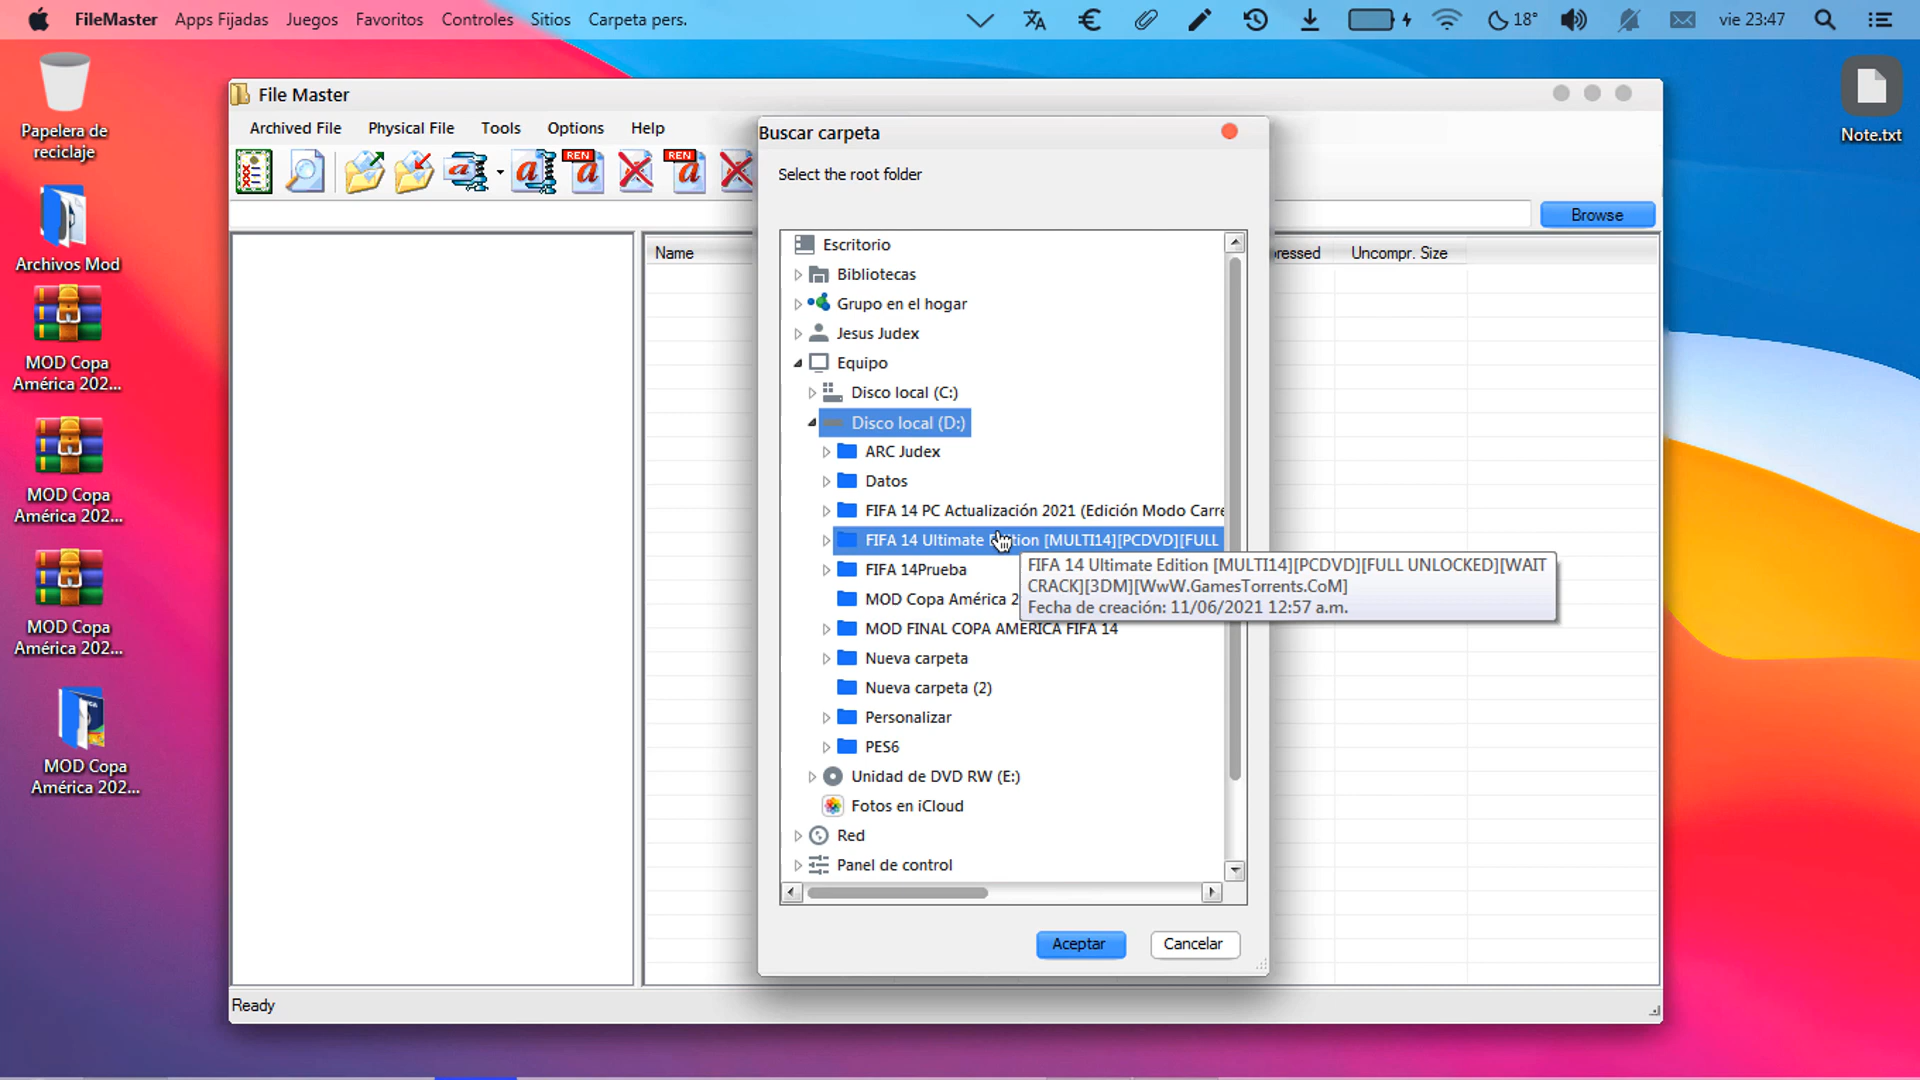 FileMaster Apps Fijadas Juegos Favoritos Controles Sitios Carpeta pers. 18° vie 23:47
Papelera de
reciclaje
Archivos Mod
MOD Copa
América 202...
MOD Copa
América 202...
MOD Copa
América 202...
MOD Copa
América 202...
Note.txt
File Master
Archived File Physical File Tools Options Help
REN REN
Browse
Name
ressed Uncompr. Size
Buscar carpeta
Select the root folder
Escritorio
Bibliotecas
Grupo en el hogar
Jesus Judex
Equipo
Disco local (C:)
Disco local (D:)
ARC Judex
Datos
FIFA 14 PC Actualización 2021 (Edición Modo Carre
FIFA 14 Ultimate Edition [MULTI14][PCDVD][FULL
FIFA 14Prueba
MOD Copa América 2
MOD FINAL COPA AMERICA FIFA 14
Nueva carpeta
Nueva carpeta (2)
Personalizar
PES6
Unidad de DVD RW (E:)
Fotos en iCloud
Red
Panel de control
FIFA 14 Ultimate Edition [MULTI14][PCDVD][FULL UNLOCKED][WAIT
CRACK][3DM][WwW.GamesTorrents.CoM]
Fecha de creación: 11/06/2021 12:57 a.m.
Aceptar Cancelar
Ready